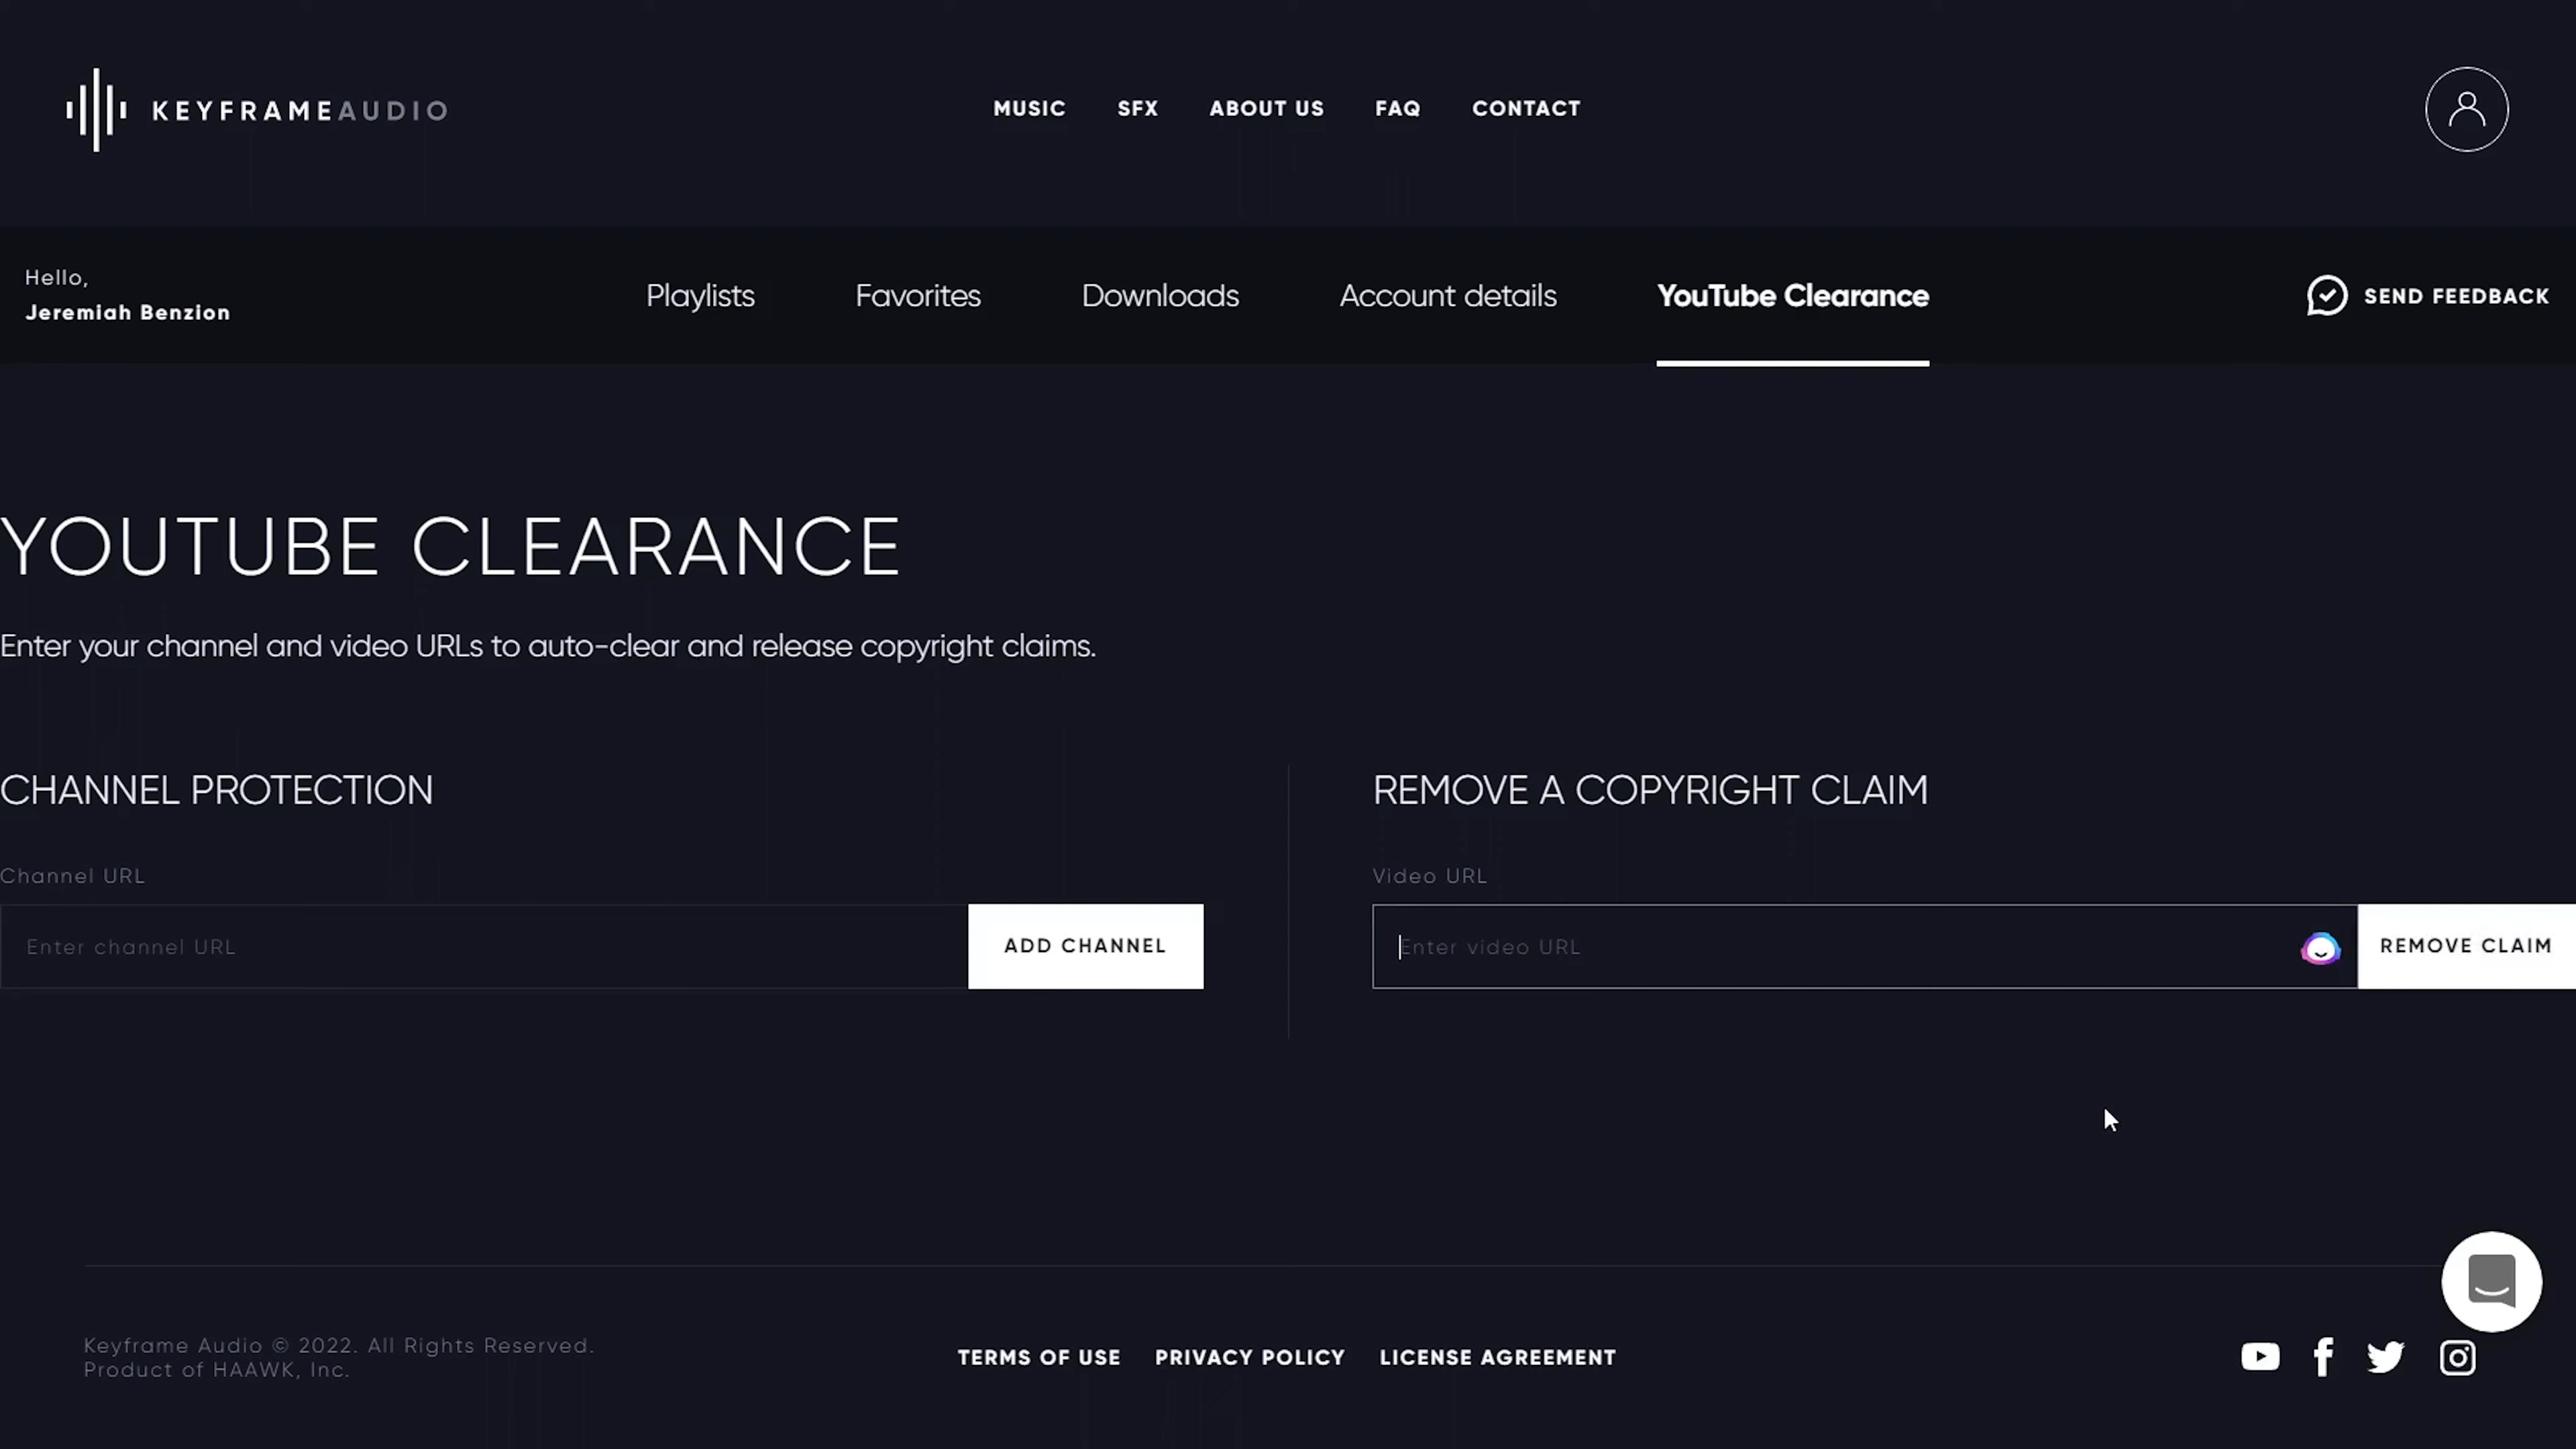 KEYFRAMEAUDIO
MUSIC SFX ABOUT US FAQ CONTACT
Hello,
Jeremiah Benzion
Playlists Favorites Downloads Account details YouTube Clearance
SEND FEEDBACK
YOUTUBE CLEARANCE
Enter your channel and video URLs to auto-clear and release copyright claims.
CHANNEL PROTECTION
Channel URL
Enter channel URL
ADD CHANNEL
REMOVE A COPYRIGHT CLAIM
Video URL
Enter video URL
REMOVE CLAIM
Keyframe Audio © 2022. All Rights Reserved.
Product of HAAWK, Inc.
TERMS OF USE PRIVACY POLICY LICENSE AGREEMENT